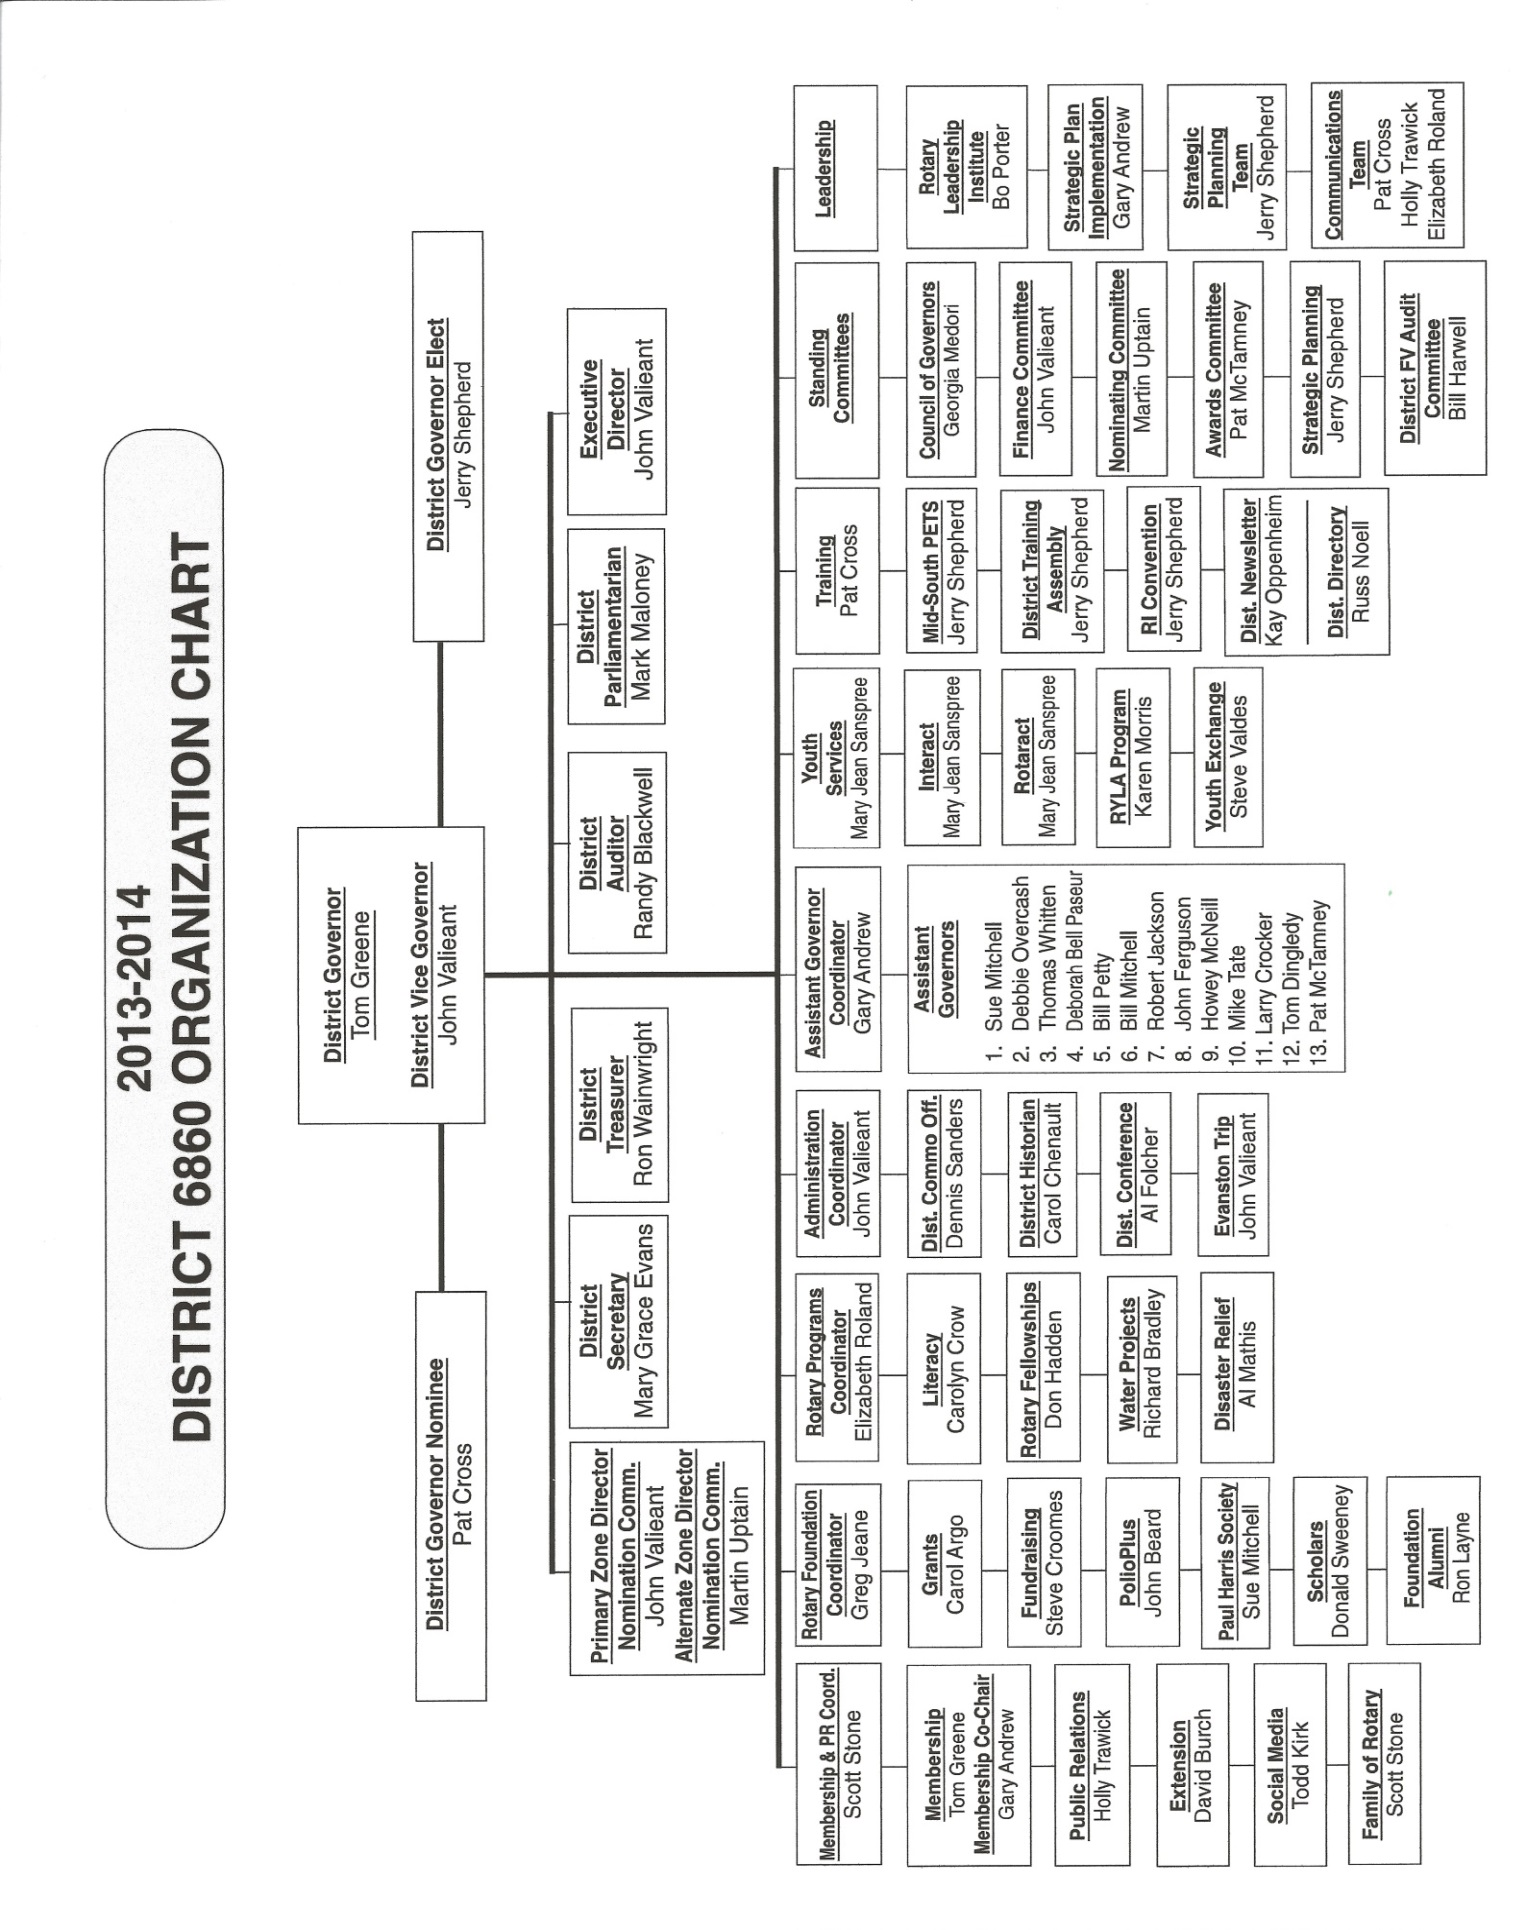 2013-2014
DISTRICT 6860 ORGANIZATION CHART
District Governor
Tom Greene
District Vice Governor
John Valieant
District Governor Nominee
Pat Cross
District Governor Elect
Jerry Shepherd
Primary Zone Director
Nomination Comm.
John Valieant
Alternate Zone Director
Nomination Comm.
Martin Uptain
District
Secretary
Mary Grace Evans
District
Treasurer
Ron Wainwright
District
Auditor
Randy Blackwell
District
Parliamentarian
Mark Maloney
Executive
Director
John Valieant
Membership & PR Coord.
Scott Stone
Membership
Tom Greene
Membership Co-Chair
Gary Andrew
Public Relations
Holly Trawick
Extension
David Burch
Social Media
Todd Kirk
Family of Rotary
Scott Stone
Rotary Foundation
Coordinator
Greg Jeane
Grants
Carol Argo
Fundraising
Steve Croomes
PolioPlus
John Beard
Paul Harris Society
Sue Mitchell
Scholars
Donald Sweeney
Foundation
Alumni
Ron Layne
Rotary Programs
Coordinator
Elizabeth Roland
Literacy
Carolyn Crow
Rotary Fellowships
Don Hadden
Water Projects
Richard Bradley
Disaster Relief
Al Mathis
Administration
Coordinator
John Valieant
Dist. Commo Off.
Dennis Sanders
District Historian
Carol Chenault
Dist. Conference
Al Folcher
Evanston Trip
John Valieant
Assistant Governor
Coordinator
Gary Andrew
Assistant
Governors
1. Sue Mitchell
2. Debbie Overcash
3. Thomas Whitten
4. Deborah Bell Paseur
5. Bill Petty
6. Bill Mitchell
7. Robert Jackson
8. John Ferguson
9. Howey McNeill
10. Mike Tate
11. Larry Crocker
12. Tom Dingledy
13. Pat McTamney
Youth
Services
Mary Jean Sanspree
Interact
Mary Jean Sanspree
Rotaract
Mary Jean Sanspree
RYLA Program
Karen Morris
Youth Exchange
Steve Valdes
Training
Pat Cross
Mid-South PETS
Jerry Shepherd
District Training
Assembly
Jerry Shepherd
RI Convention
Jerry Shepherd
Dist. Newsletter
Kay Oppenheim
Dist. Directory
Russ Noell
Standing
Committees
Council of Governors
Georgia Medori
Finance Committee
John Valieant
Nominating Committee
Martin Uptain
Awards Committee
Pat McTamney
Strategic Planning
Jerry Shepherd
District FV Audit
Committee
Bill Harwell
Leadership
Rotary
Leadership
Institute
Bo Porter
Strategic Plan
Implementation
Gary Andrew
Strategic
Planning
Team
Jerry Shepherd
Communications
Team
Pat Cross
Holly Trawick
Elizabeth Roland